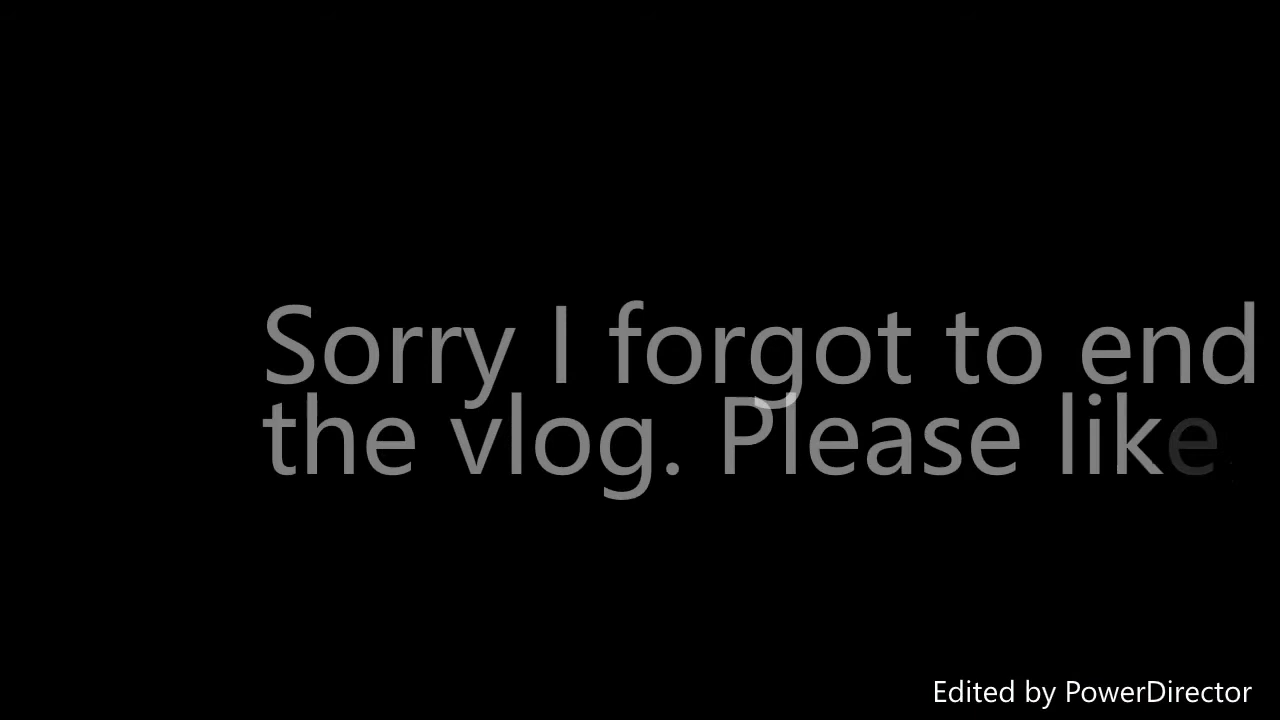 Sorry I forgot to end
the vlog. Please like
Edited by PowerDirector